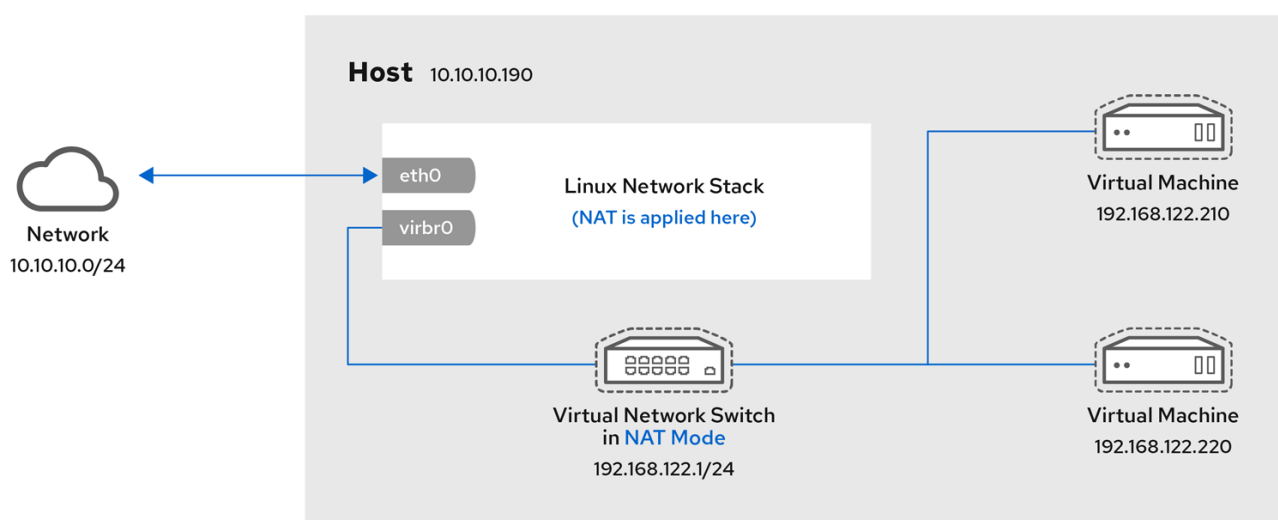 Host 10.10.10.190
eth0
Linux Network Stack
(NAT is applied here)
virbr0
Network
10.10.10.0/24
Virtual Machine
192.168.122.210
Virtual Network Switch
in NAT Mode
192.168.122.1/24
Virtual Machine
192.168.122.220